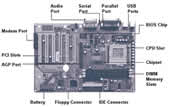 Audio Port
Serial Port
Parallel Port
USB Ports
Modem Port
BIOS Chip
CPU Slot
PCI Slots
AGP Port
Chipset
DIMM Memory Slots
Battery
Floppy Connector
IDE Connector